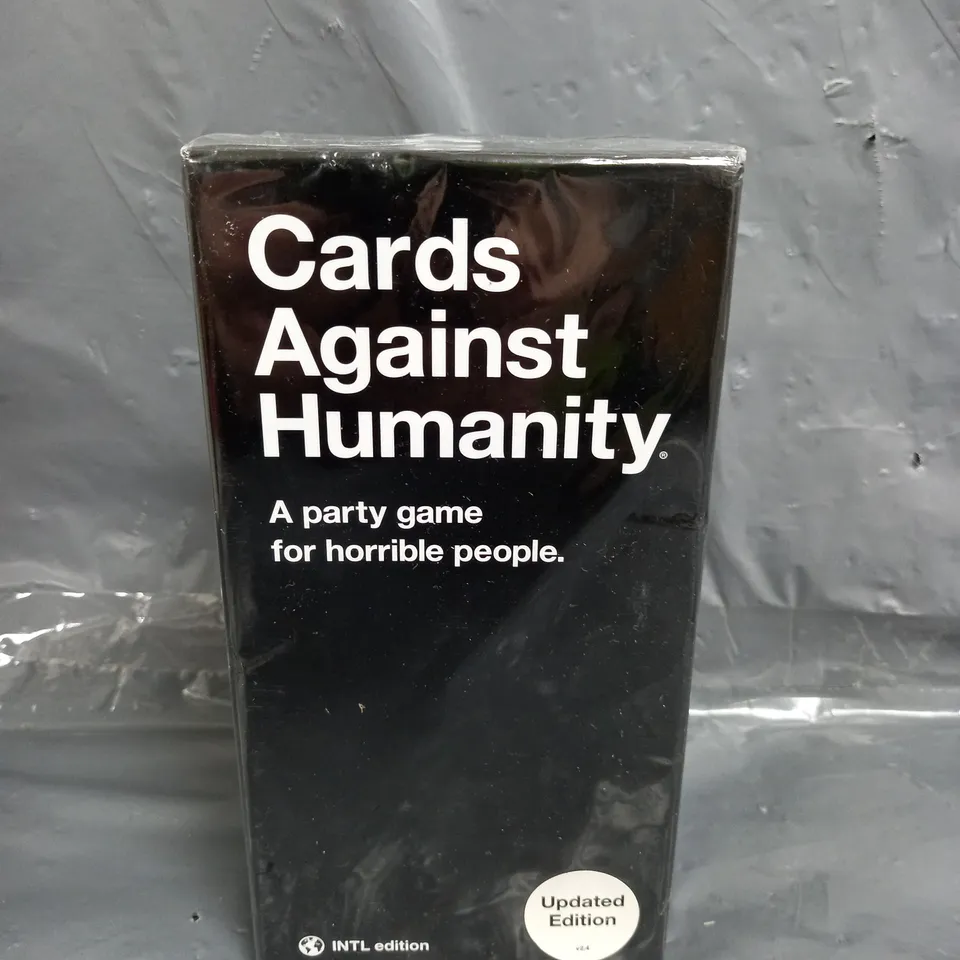 Cards
Against
Humanity®
A party game
for horrible people.
INTL edition
Updated
Edition